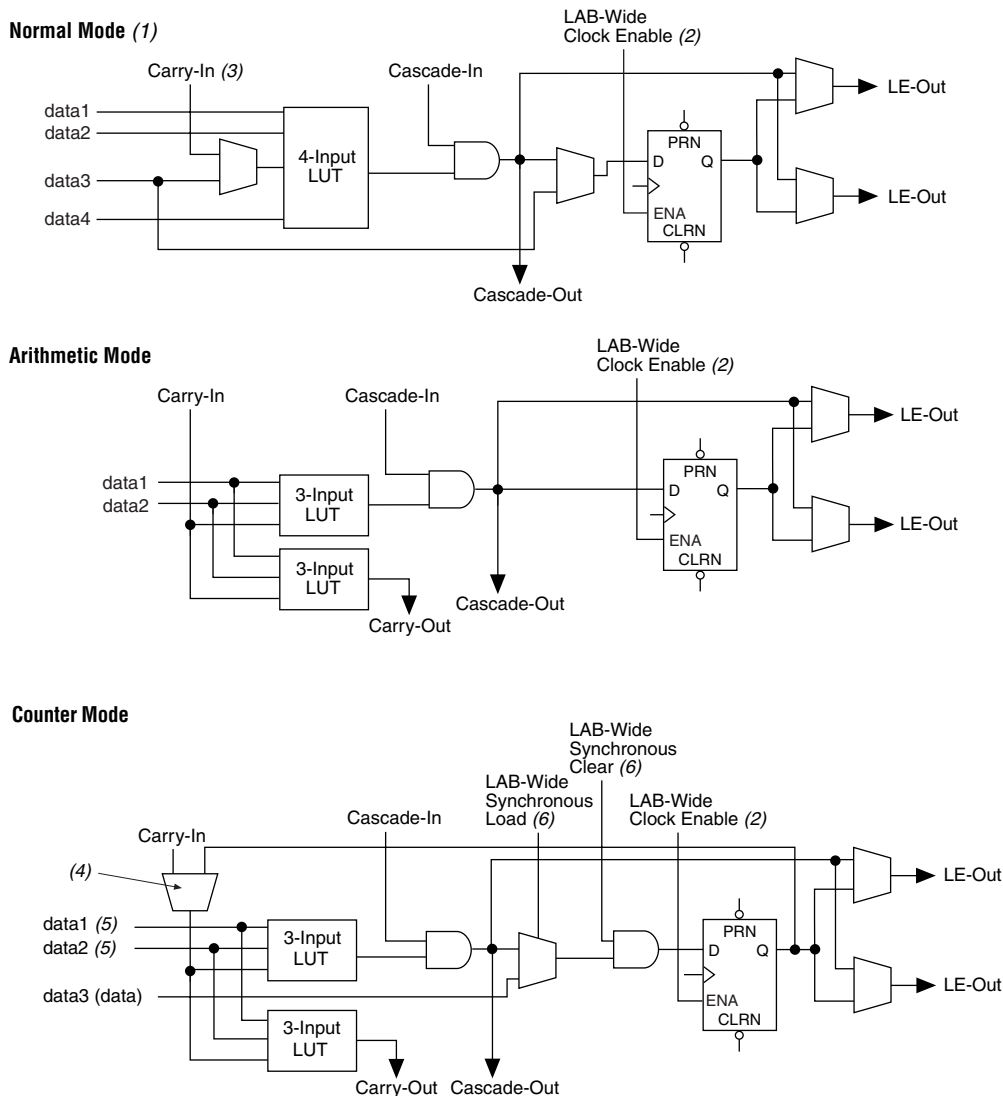 Normal Mode (1)
LAB-Wide
Clock Enable (2)
Carry-In (3)
Cascade-In
LE-Out
data1
data2
4-Input
LUT
PRN
D Q
data3
LE-Out
data4
ENA
CLRN
Cascade-Out
Arithmetic Mode
LAB-Wide
Clock Enable (2)
Carry-In
Cascade-In
LE-Out
PRN
data1
data2
3-Input
LUT
D Q
LE-Out
ENA
CLRN
3-Input
LUT
Cascade-Out
Carry-Out
Counter Mode
LAB-Wide
Synchronous
Clear (6)
LAB-Wide
Synchronous
Load (6)
LAB-Wide
Clock Enable (2)
Cascade-In
Carry-In
(4)
LE-Out
data1 (5)
data2 (5)
3-Input
LUT
PRN
D Q
LE-Out
data3 (data)
ENA
CLRN
3-Input
LUT
Carry-Out
Cascade-Out